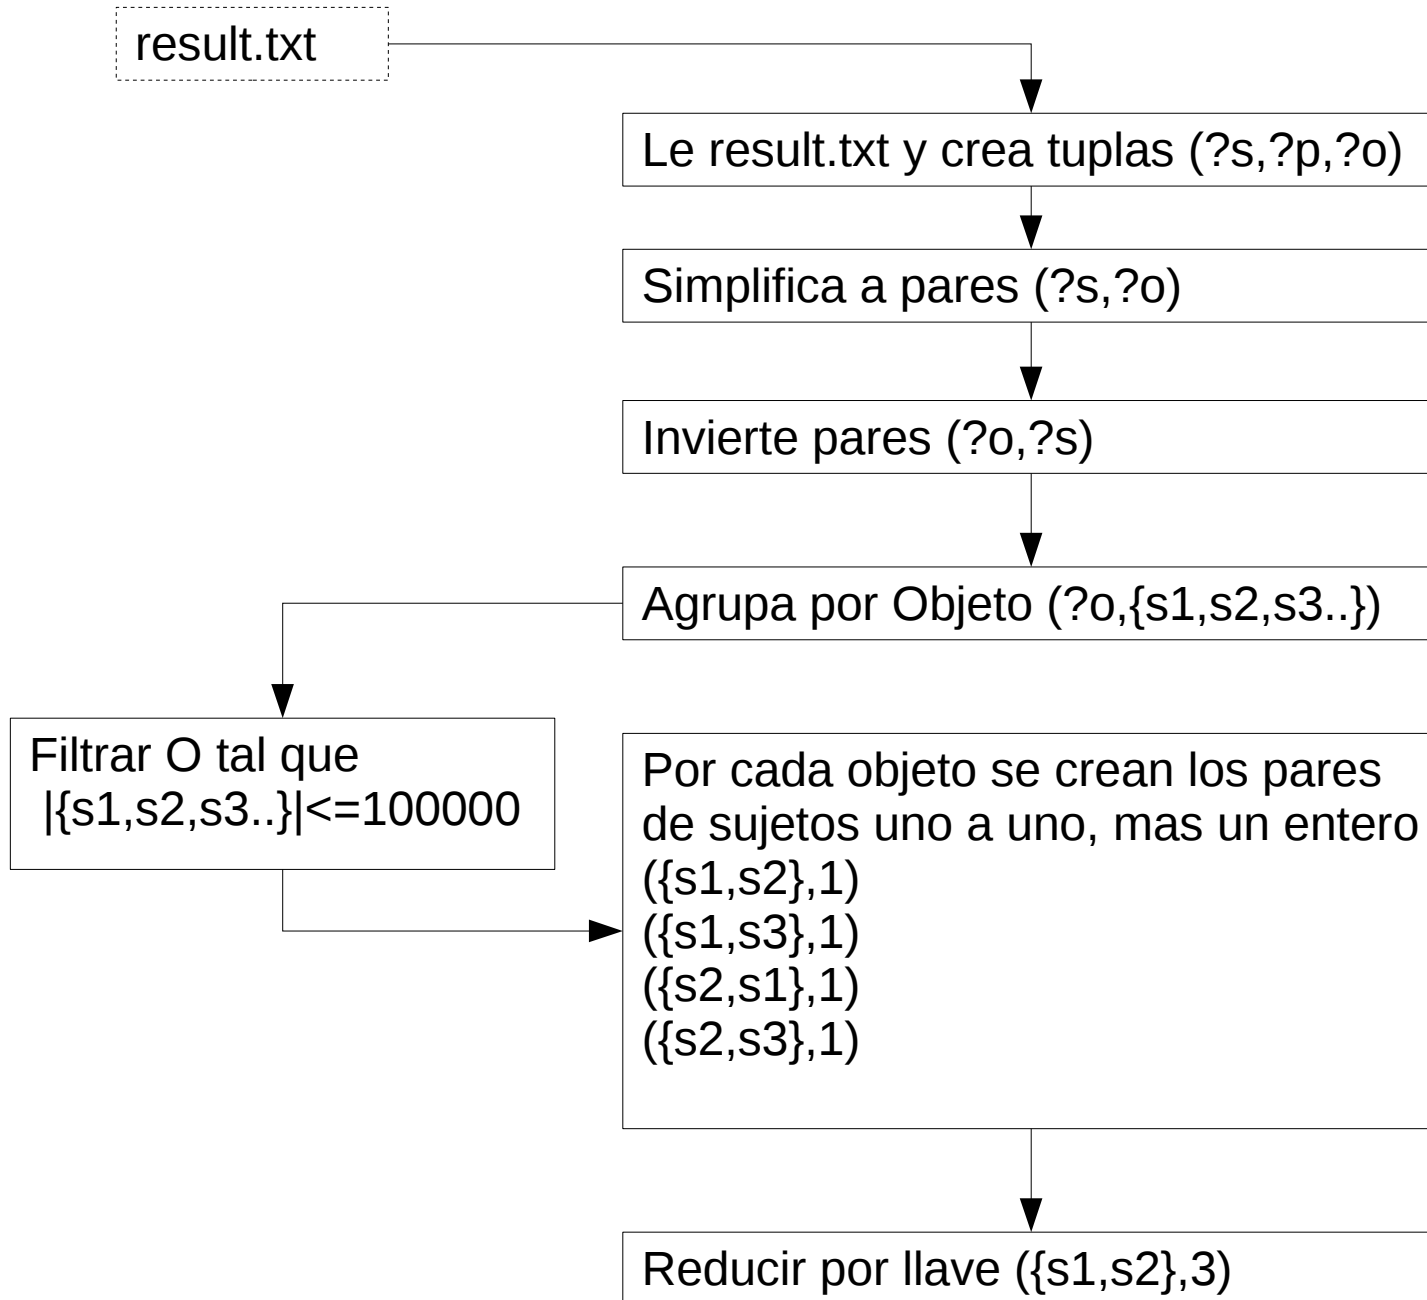 result.txt
Le result.txt y crea tuplas (?s,?p,?o)
Simplifica a pares (?s,?o)
Invierte pares (?o,?s)
Agrupa por Objeto (?o,{s1,s2,s3..})
Filtrar O tal que
|{s1,s2,s3..}|<=100000
Por cada objeto se crean los pares
de sujetos uno a uno, mas un entero
({s1,s2},1)
({s1,s3},1)
({s2,s1},1)
({s2,s3},1)
Reducir por llave ({s1,s2},3)